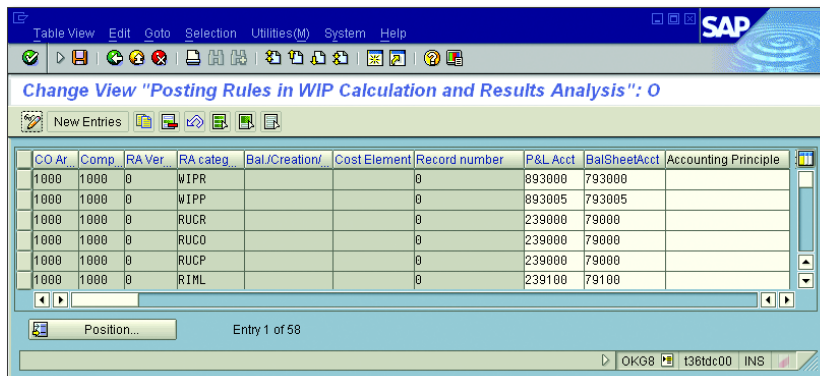 Table View Edit Goto Selection Utilities(M) System Help
SAP
Change View "Posting Rules in WIP Calculation and Results Analysis": O
New Entries
CO Ar... Comp... RA Ver... RA categ... Bal./Creation/... Cost Element Record number P&L Acct BalSheetAcct Accounting Principle
1000 1000 0 WIPR 0 893000 793000
1000 1000 0 WIPP 0 893005 793005
1000 1000 0 RUCR 0 239000 79000
1000 1000 0 RUCO 0 239000 79000
1000 1000 0 RUCP 0 239000 79000
1000 1000 0 RIML 0 239100 79100
Position... Entry 1 of 58
OKG8 t36tdc00 INS